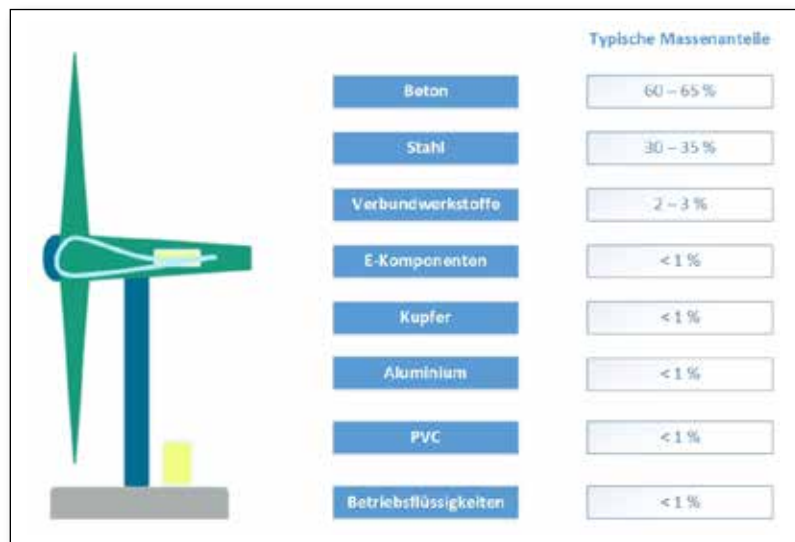 Typische Massenanteile
Beton 60 – 65 %
Stahl 30 – 35 %
Verbundwerkstoffe 2 – 3 %
E-Komponenten < 1 %
Kupfer < 1 %
Aluminium < 1 %
PVC < 1 %
Betriebsflüssigkeiten < 1 %